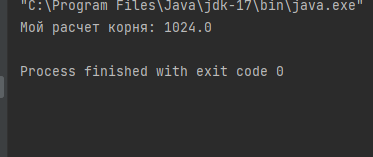 "C:\Program Files\Java\jdk-17\bin\java.exe"
Мой расчет корня: 1024.0
Process finished with exit code 0